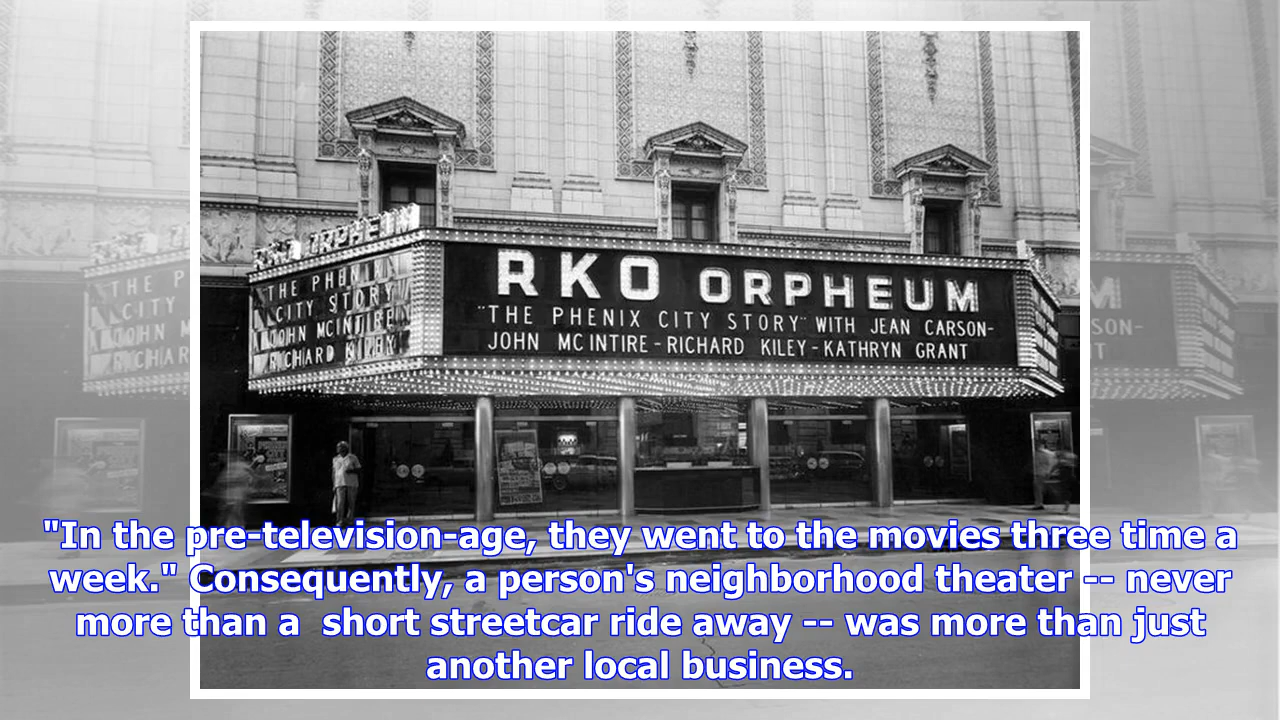 RKO ORPHEUM
THE PHENIX
CITY STORY
JOHN MCINTIRE
RICHARD KILEY
RKO ORPHEUM
"THE PHENIX CITY STORY" WITH JEAN CARSON-
JOHN MCINTIRE-RICHARD KILEY-KATHRYN GRANT
"In the pre-television-age, they went to the movies three time a
week." Consequently, a person's neighborhood theater -- never
more than a  short streetcar ride away -- was more than just
another local business.